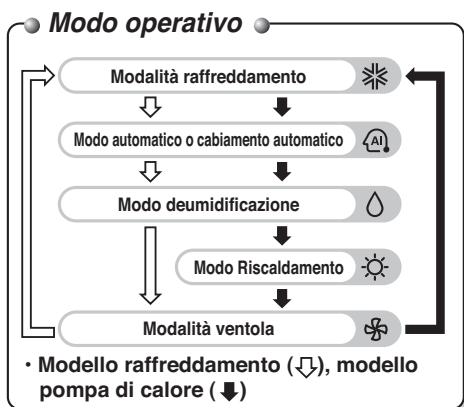 Modo operativo
Modalità raffreddamento
Modo automatico o cabiamento automatico
AI
Modo deumidificazione
Modo Riscaldamento
Modalità ventola
• Modello raffreddamento (⇩), modello
pompa di calore (⬇)